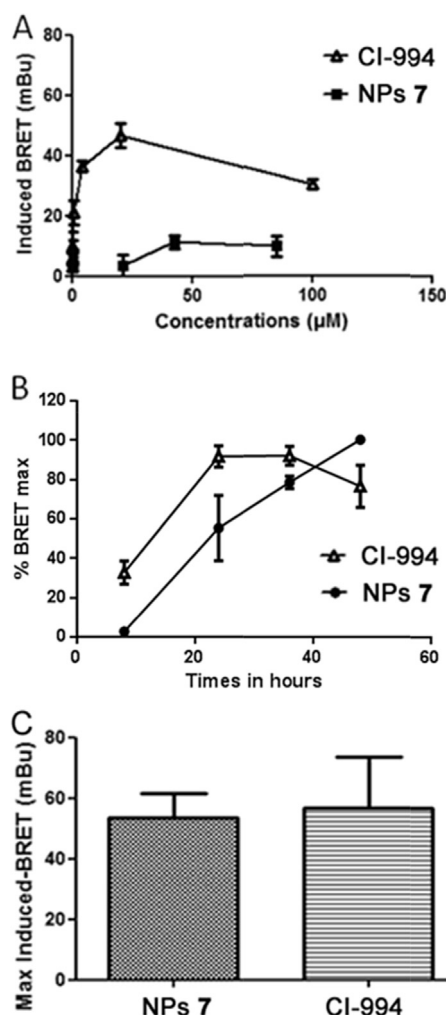 A
80
60
40
20
0
Induced BRET (mBu)
CI-994
NPs 7
0 50 100 150
Concentrations (µM)
B
120
100
80
60
40
20
0
% BRET max
CI-994
NPs 7
0 20 40 60
Times in hours
C
80
60
40
20
0
Max Induced-BRET (mBu)
NPs 7 CI-994